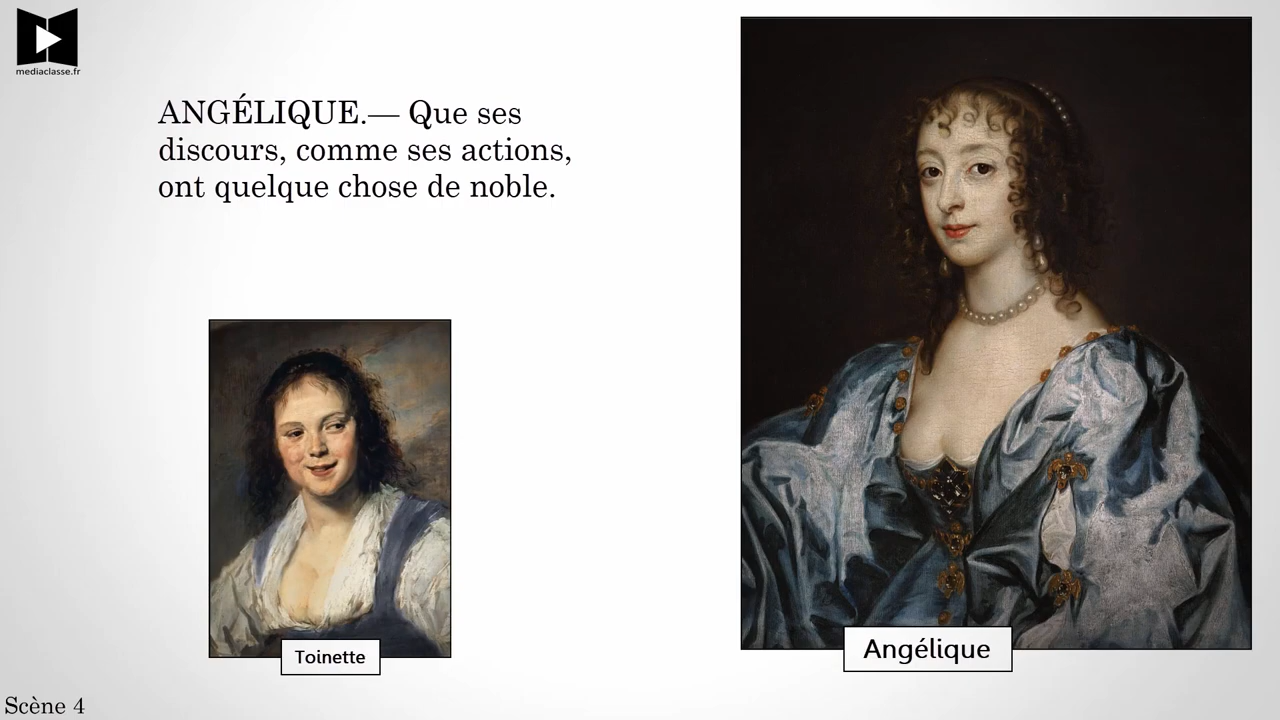 mediaclasse.fr
ANGÉLIQUE.— Que ses
discours, comme ses actions,
ont quelque chose de noble.
Toinette
Angélique
Scène 4